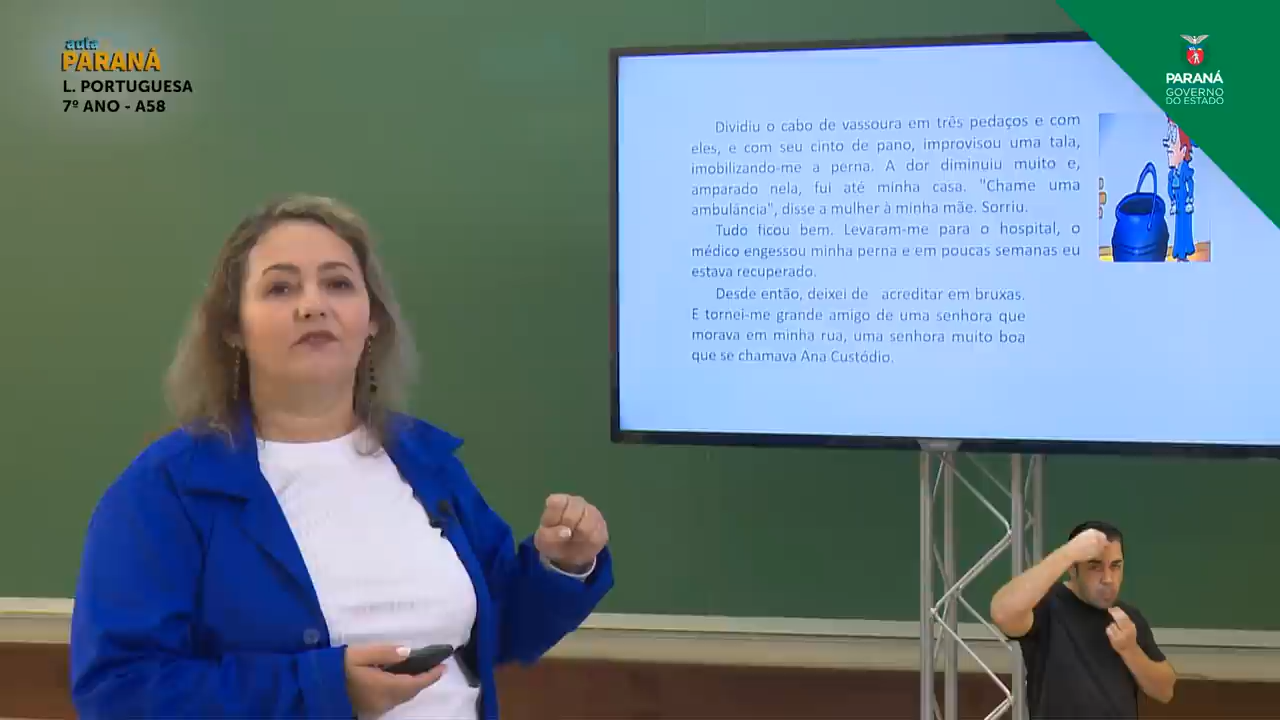 aula
PARANÁ
L. PORTUGUESA
7º ANO - A58
PARANÁ
GOVERNO
DO ESTADO
Dividiu o cabo de vassoura em três pedaços e com
eles, e com seu cinto de pano, improvisou uma tala,
imobilizando-me a perna. A dor diminuiu muito e,
amparado nela, fui até minha casa. "Chame uma
ambulância", disse a mulher à minha mãe. Sorriu.
Tudo ficou bem. Levaram-me para o hospital, o
médico engessou minha perna e em poucas semanas eu
estava recuperado.
Desde então, deixei de acreditar em bruxas.
E tornei-me grande amigo de uma senhora que
morava em minha rua, uma senhora muito boa
que se chamava Ana Custódio.